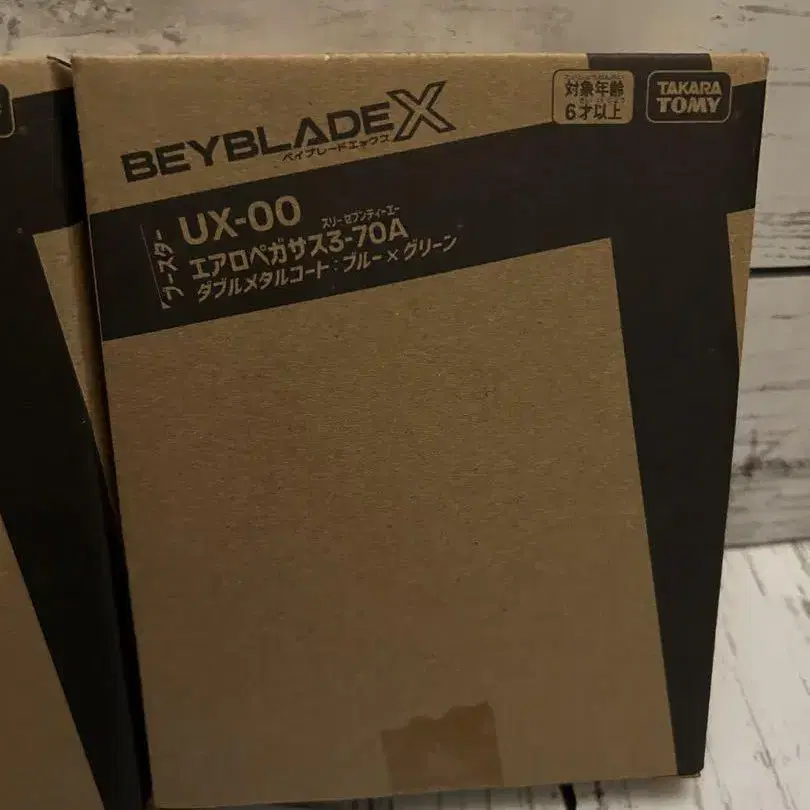 BEYBLADE X
ベイブレードエックス
対象年齢
6才以上
TAKARA
TOMY
ブースター
UX-00
スリーセブンティーエー
エアロペガサス3-70A
ダブルメタルコート:ブルー×グリーン